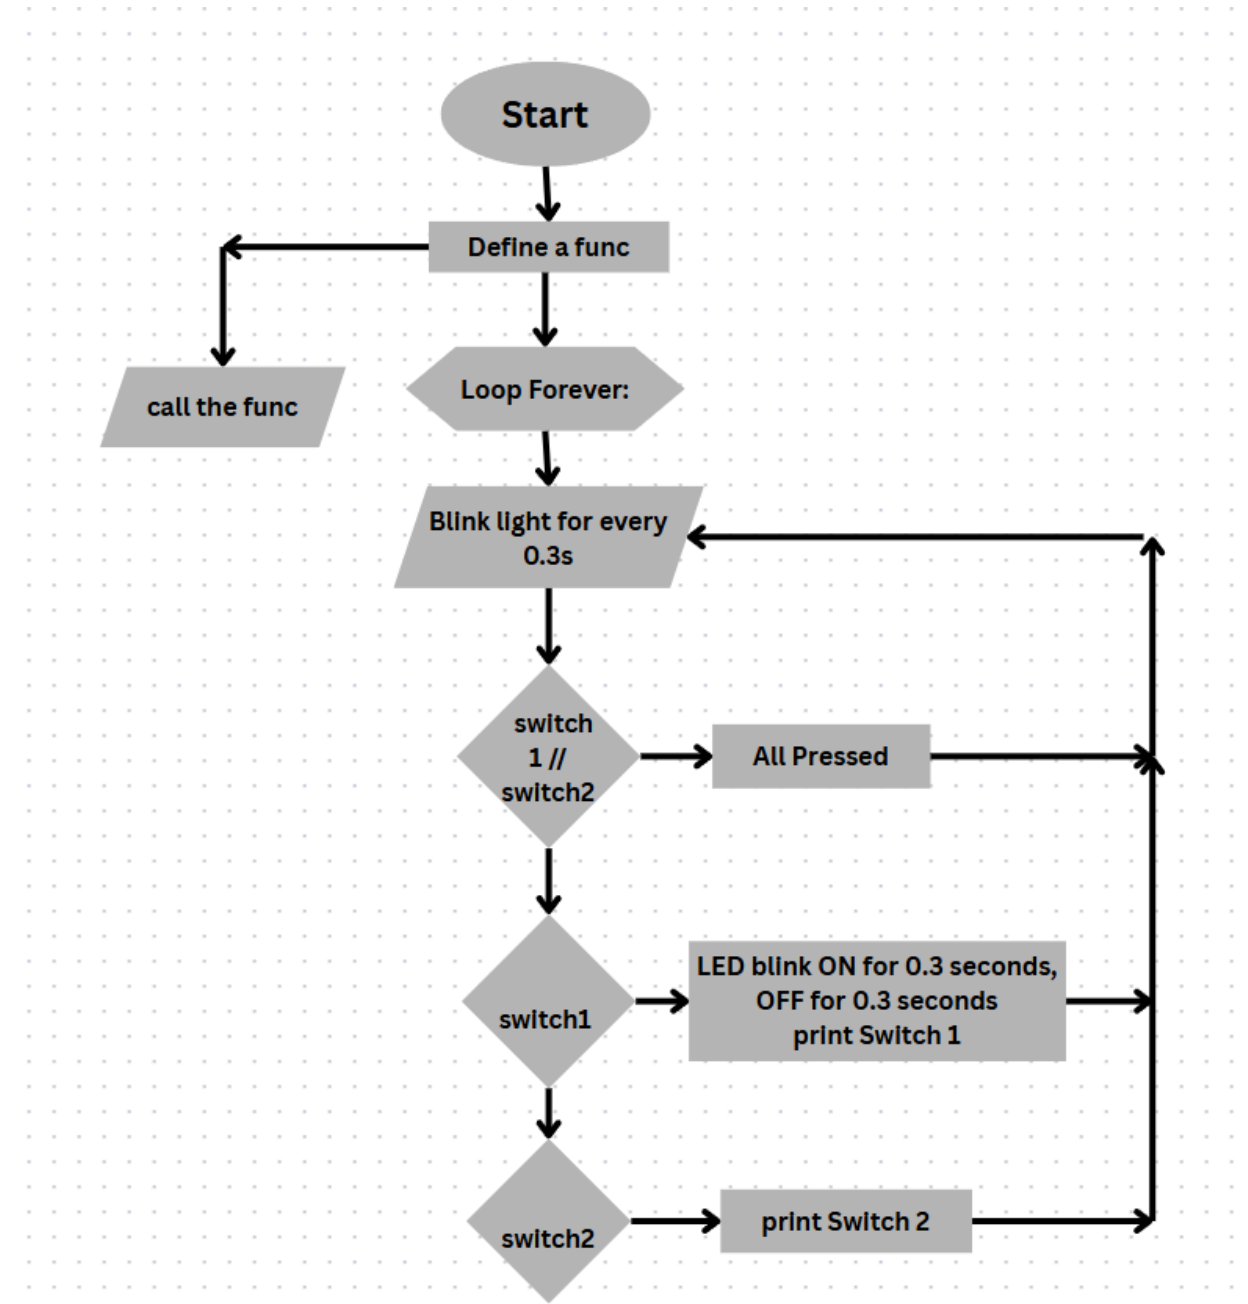 Start
Define a func
call the func
Loop Forever:
Blink light for every
0.3s
switch
1 //
switch2
All Pressed
switch1
LED blink ON for 0.3 seconds,
OFF for 0.3 seconds
print Switch 1
switch2
print Switch 2